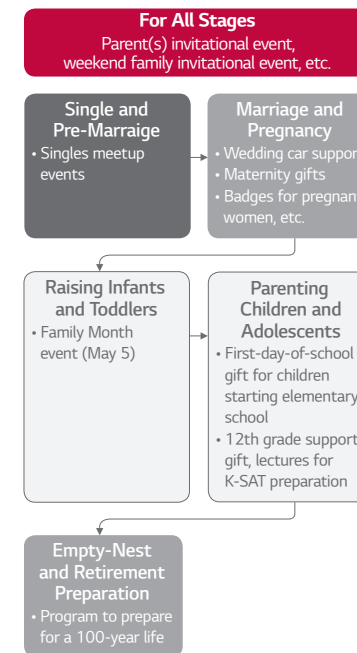 For All Stages
Parent(s) invitational event,
weekend family invitational event, etc.
Single and
Pre-Marraige
• Singles meetup
events
Marriage and
Pregnancy
• Wedding car suppor
• Maternity gifts
• Badges for pregnan
women, etc.
Raising Infants
and Toddlers
• Family Month
event (May 5)
Parenting
Children and
Adolescents
• First-day-of-school
gift for children
starting elementary
school
• 12th grade support
gift, lectures for
K-SAT preparation
Empty-Nest
and Retirement
Preparation
• Program to prepare
for a 100-year life